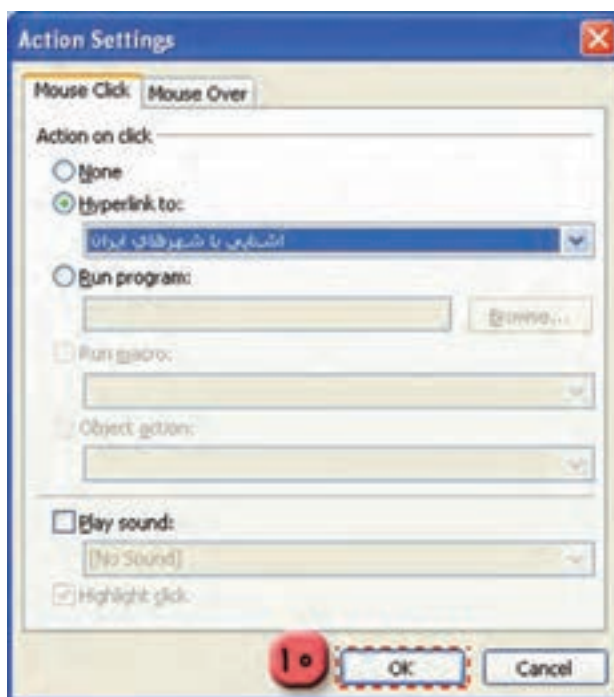 Action Settings
Mouse Click
Mouse Over
Action on click
None
Hyperlink to:
آشنایی با شهرهای ایران
Run program:
Browse...
Run macro:
Object action:
Play sound:
[No Sound]
Highlight click
۱۰
OK
Cancel